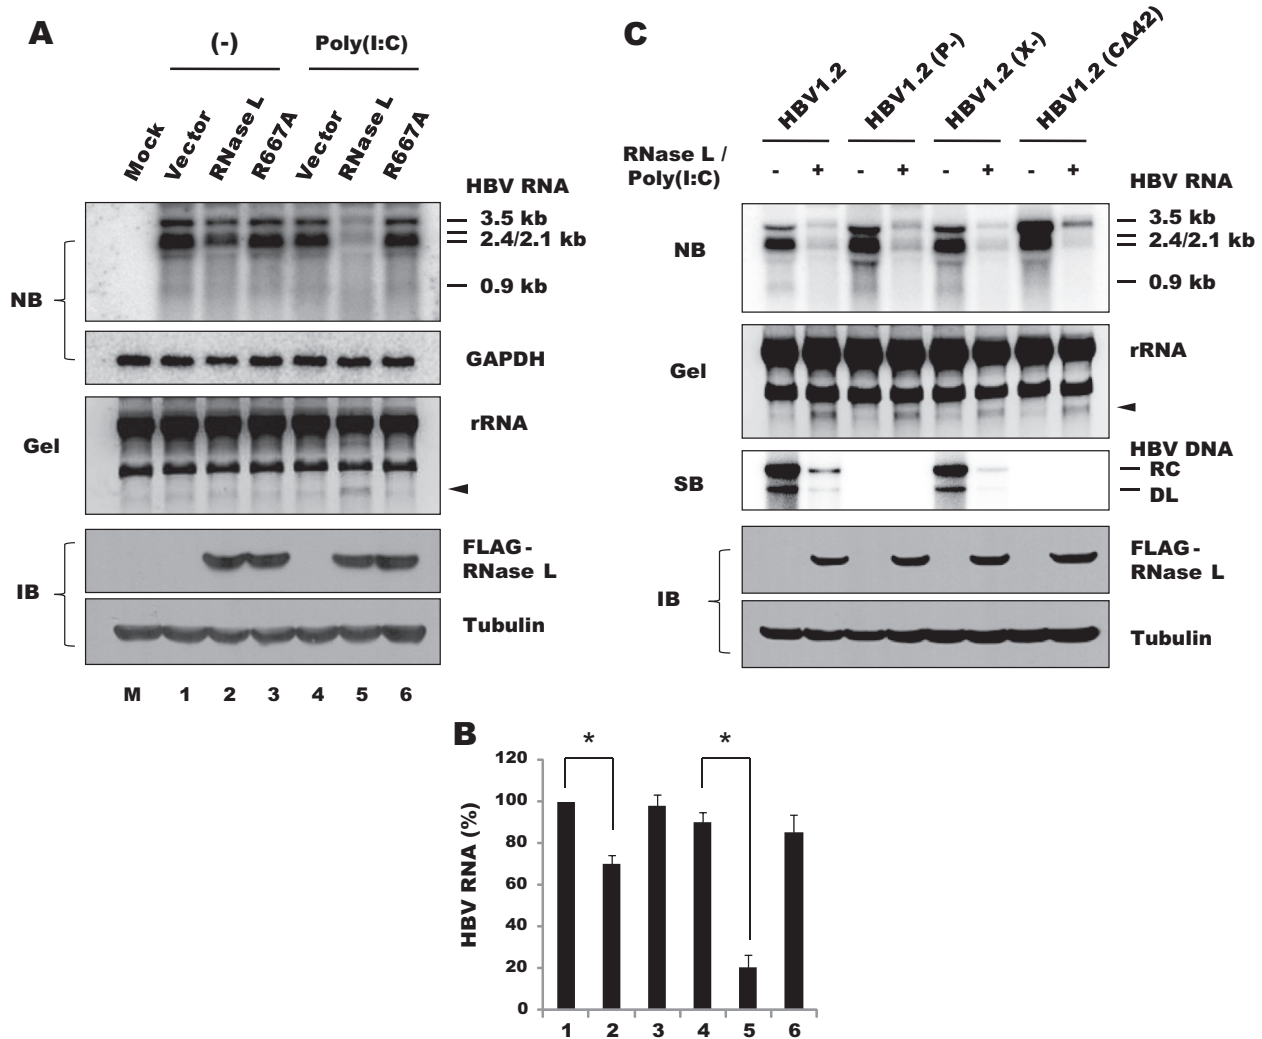 A
(-)
Poly(I:C)
Mock
Vector
RNase L
R667A
Vector
RNase L
R667A
HBV RNA
3.5 kb
2.4/2.1 kb
0.9 kb
NB
GAPDH
rRNA
Gel
FLAG-
RNase L
IB
Tubulin
M 1 2 3 4 5 6
C
HBV1.2
HBV1.2 (P-)
HBV1.2 (X-)
HBV1.2 (CΔ42)
RNase L /
Poly(I:C)
- + - + - + - +
HBV RNA
3.5 kb
2.4/2.1 kb
0.9 kb
NB
rRNA
Gel
HBV DNA
RC
DL
SB
FLAG-
RNase L
IB
Tubulin
B
* *
HBV RNA (%)
120
100
80
60
40
20
0
1 2 3 4 5 6